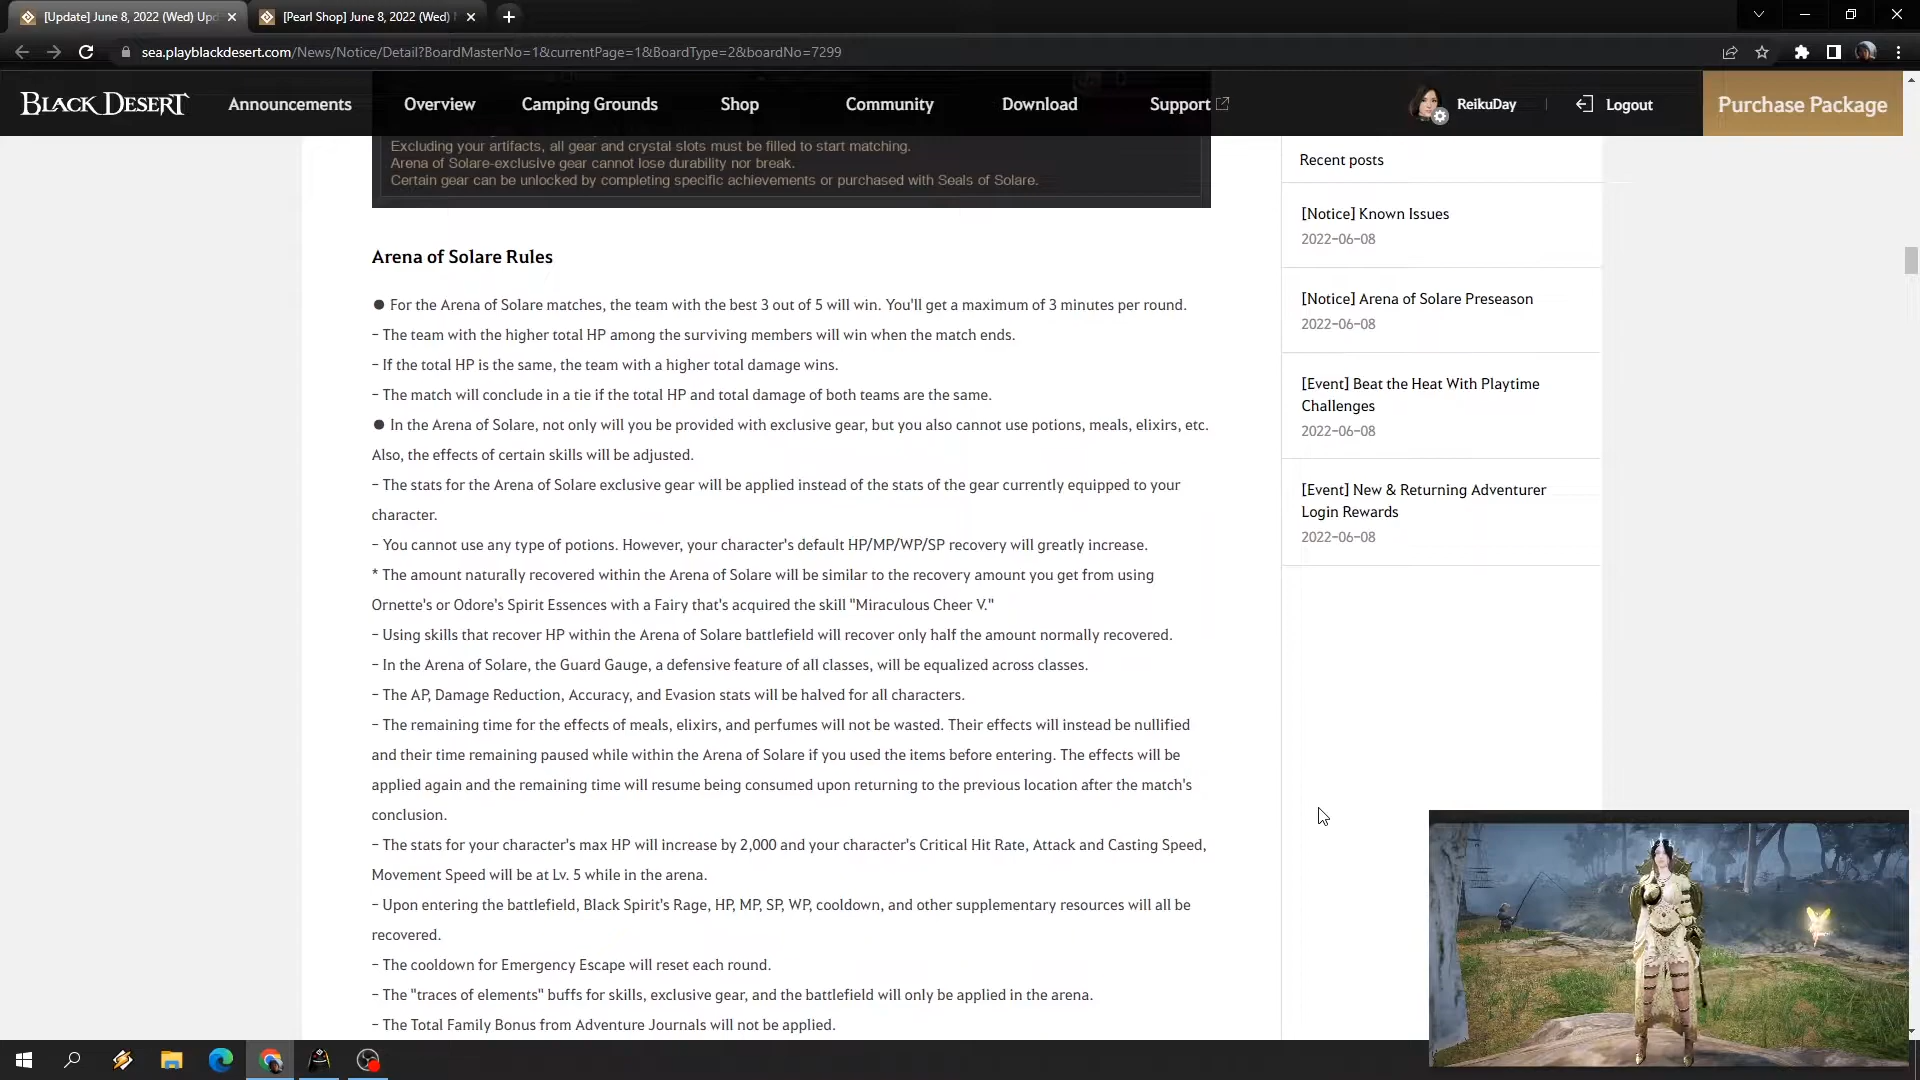 [Update] June 8, 2022 (Wed) Upd
[Pearl Shop] June 8, 2022 (Wed)
sea.playblackdesert.com/News/Notice/Detail?BoardMasterNo=1&currentPage=1&BoardType=2&boardNo=7299
BLACK DESERT
Announcements
Overview
Camping Grounds
Shop
Community
Download
Support
ReikuDay
Logout
Purchase Package
Excluding your artifacts, all gear and crystal slots must be filled to start matching.
Arena of Solare-exclusive gear cannot lose durability nor break.
Certain gear can be unlocked by completing specific achievements or purchased with Seals of Solare.
Arena of Solare Rules
● For the Arena of Solare matches, the team with the best 3 out of 5 will win. You'll get a maximum of 3 minutes per round.
- The team with the higher total HP among the surviving members will win when the match ends.
- If the total HP is the same, the team with a higher total damage wins.
- The match will conclude in a tie if the total HP and total damage of both teams are the same.
● In the Arena of Solare, not only will you be provided with exclusive gear, but you also cannot use potions, meals, elixirs, etc.
Also, the effects of certain skills will be adjusted.
- The stats for the Arena of Solare exclusive gear will be applied instead of the stats of the gear currently equipped to your
character.
- You cannot use any type of potions. However, your character's default HP/MP/WP/SP recovery will greatly increase.
* The amount naturally recovered within the Arena of Solare will be similar to the recovery amount you get from using
Ornette's or Odore's Spirit Essences with a Fairy that's acquired the skill "Miraculous Cheer V."
- Using skills that recover HP within the Arena of Solare battlefield will recover only half the amount normally recovered.
- In the Arena of Solare, the Guard Gauge, a defensive feature of all classes, will be equalized across classes.
- The AP, Damage Reduction, Accuracy, and Evasion stats will be halved for all characters.
- The remaining time for the effects of meals, elixirs, and perfumes will not be wasted. Their effects will instead be nullified
and their time remaining paused while within the Arena of Solare if you used the items before entering. The effects will be
applied again and the remaining time will resume being consumed upon returning to the previous location after the match's
conclusion.
- The stats for your character's max HP will increase by 2,000 and your character's Critical Hit Rate, Attack and Casting Speed,
Movement Speed will be at Lv. 5 while in the arena.
- Upon entering the battlefield, Black Spirit's Rage, HP, MP, SP, WP, cooldown, and other supplementary resources will all be
recovered.
- The cooldown for Emergency Escape will reset each round.
- The "traces of elements" buffs for skills, exclusive gear, and the battlefield will only be applied in the arena.
- The Total Family Bonus from Adventure Journals will not be applied.
Recent posts
[Notice] Known Issues
2022-06-08
[Notice] Arena of Solare Preseason
2022-06-08
[Event] Beat the Heat With Playtime
Challenges
2022-06-08
[Event] New & Returning Adventurer
Login Rewards
2022-06-08